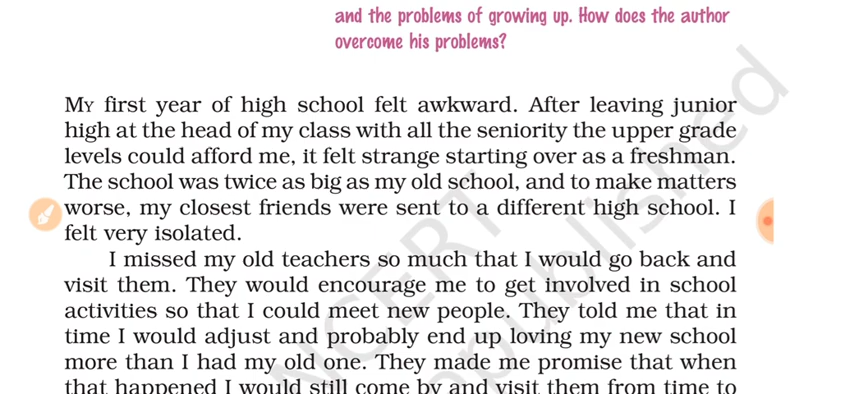 and the problems of growing up. How does the author
overcome his problems?
MY first year of high school felt awkward. After leaving junior
high at the head of my class with all the seniority the upper grade
levels could afford me, it felt strange starting over as a freshman.
The school was twice as big as my old school, and to make matters
worse, my closest friends were sent to a different high school. I
felt very isolated.
I missed my old teachers so much that I would go back and
visit them. They would encourage me to get involved in school
activities so that I could meet new people. They told me that in
time I would adjust and probably end up loving my new school
more than I had my old one. They made me promise that when
that happened I would still come by and visit them from time to
NCERT
republished